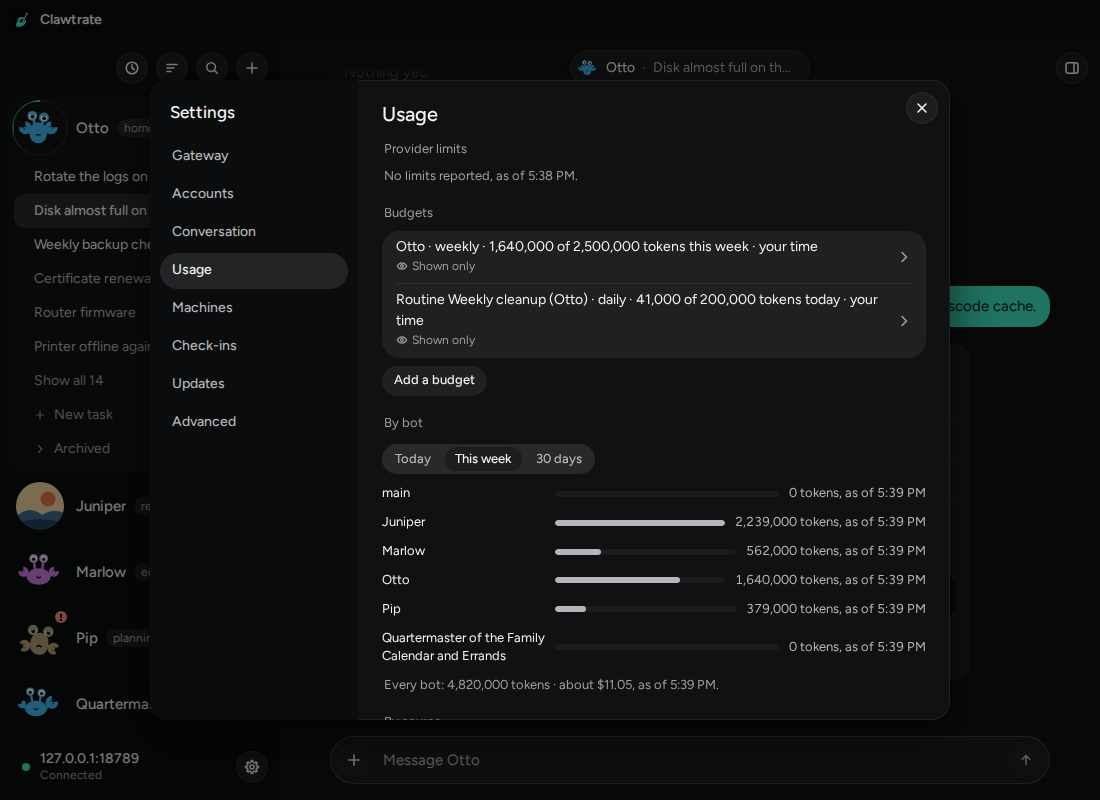 Clawtrate
Nothing yet.
Otto · Disk almost full on th...
Otto home
Rotate the logs on
Disk almost full on
Weekly backup che
Certificate renewa
Router firmware
Printer offline again
Show all 14
+ New task
Archived
Juniper re
Marlow
Pip planning
Quarterma
127.0.0.1:18789
Connected
Settings
Gateway
Accounts
Conversation
Usage
Machines
Check-ins
Updates
Advanced
Usage
Provider limits
No limits reported, as of 5:38 PM.
Budgets
Otto · weekly · 1,640,000 of 2,500,000 tokens this week · your time
Shown only
Routine Weekly cleanup (Otto) · daily · 41,000 of 200,000 tokens today · your
time
Shown only
Add a budget
By bot
Today This week 30 days
main 0 tokens, as of 5:39 PM
Juniper 2,239,000 tokens, as of 5:39 PM
Marlow 562,000 tokens, as of 5:39 PM
Otto 1,640,000 tokens, as of 5:39 PM
Pip 379,000 tokens, as of 5:39 PM
Quartermaster of the Family
Calendar and Errands 0 tokens, as of 5:39 PM
Every bot: 4,820,000 tokens · about $11.05, as of 5:39 PM.
scode cache.
Message Otto